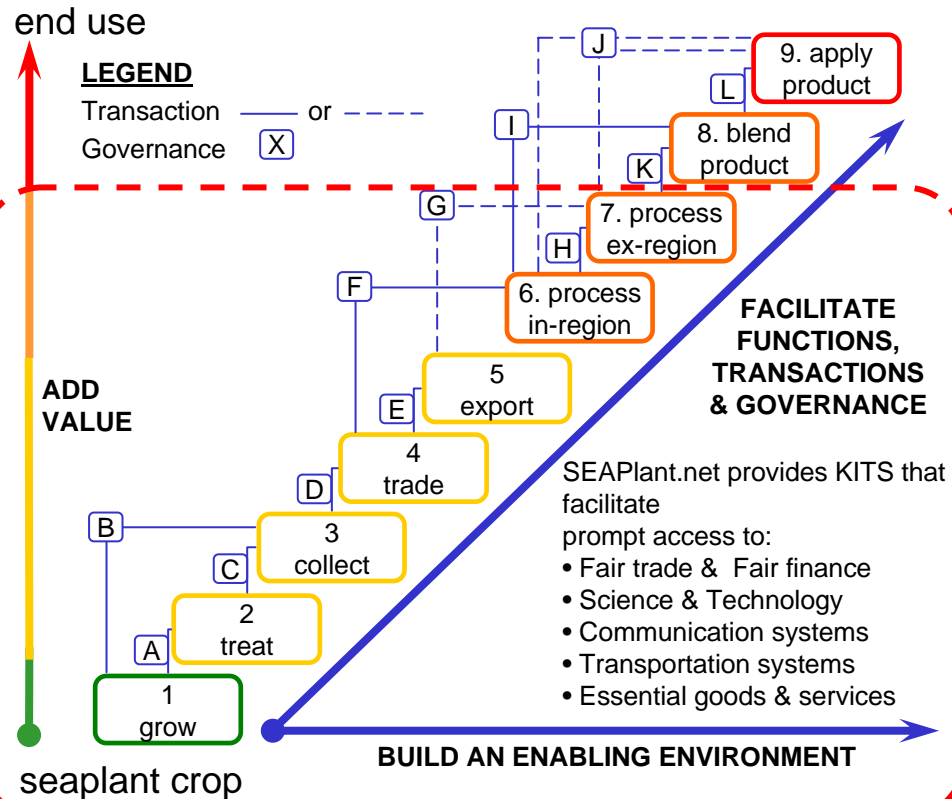 end use
LEGEND
Transaction or
Governance X
J
9. apply
product
L
I
8. blend
product
K
G
7. process
ex-region
H
F
6. process
in-region
FACILITATE
FUNCTIONS,
TRANSACTIONS
& GOVERNANCE
ADD
VALUE
5
export
E
4
trade
D
SEAPlant.net provides KITS that
facilitate
prompt access to:
• Fair trade & Fair finance
• Science & Technology
• Communication systems
• Transportation systems
• Essential goods & services
B
3
collect
C
2
treat
A
1
grow
BUILD AN ENABLING ENVIRONMENT
seaplant crop